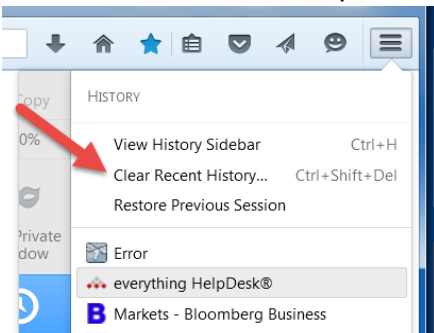 Copy
HISTORY
0%
View History Sidebar Ctrl+H
Clear Recent History... Ctrl+Shift+Del
Restore Previous Session
Private
dow
Error
everything HelpDesk®
B Markets - Bloomberg Business